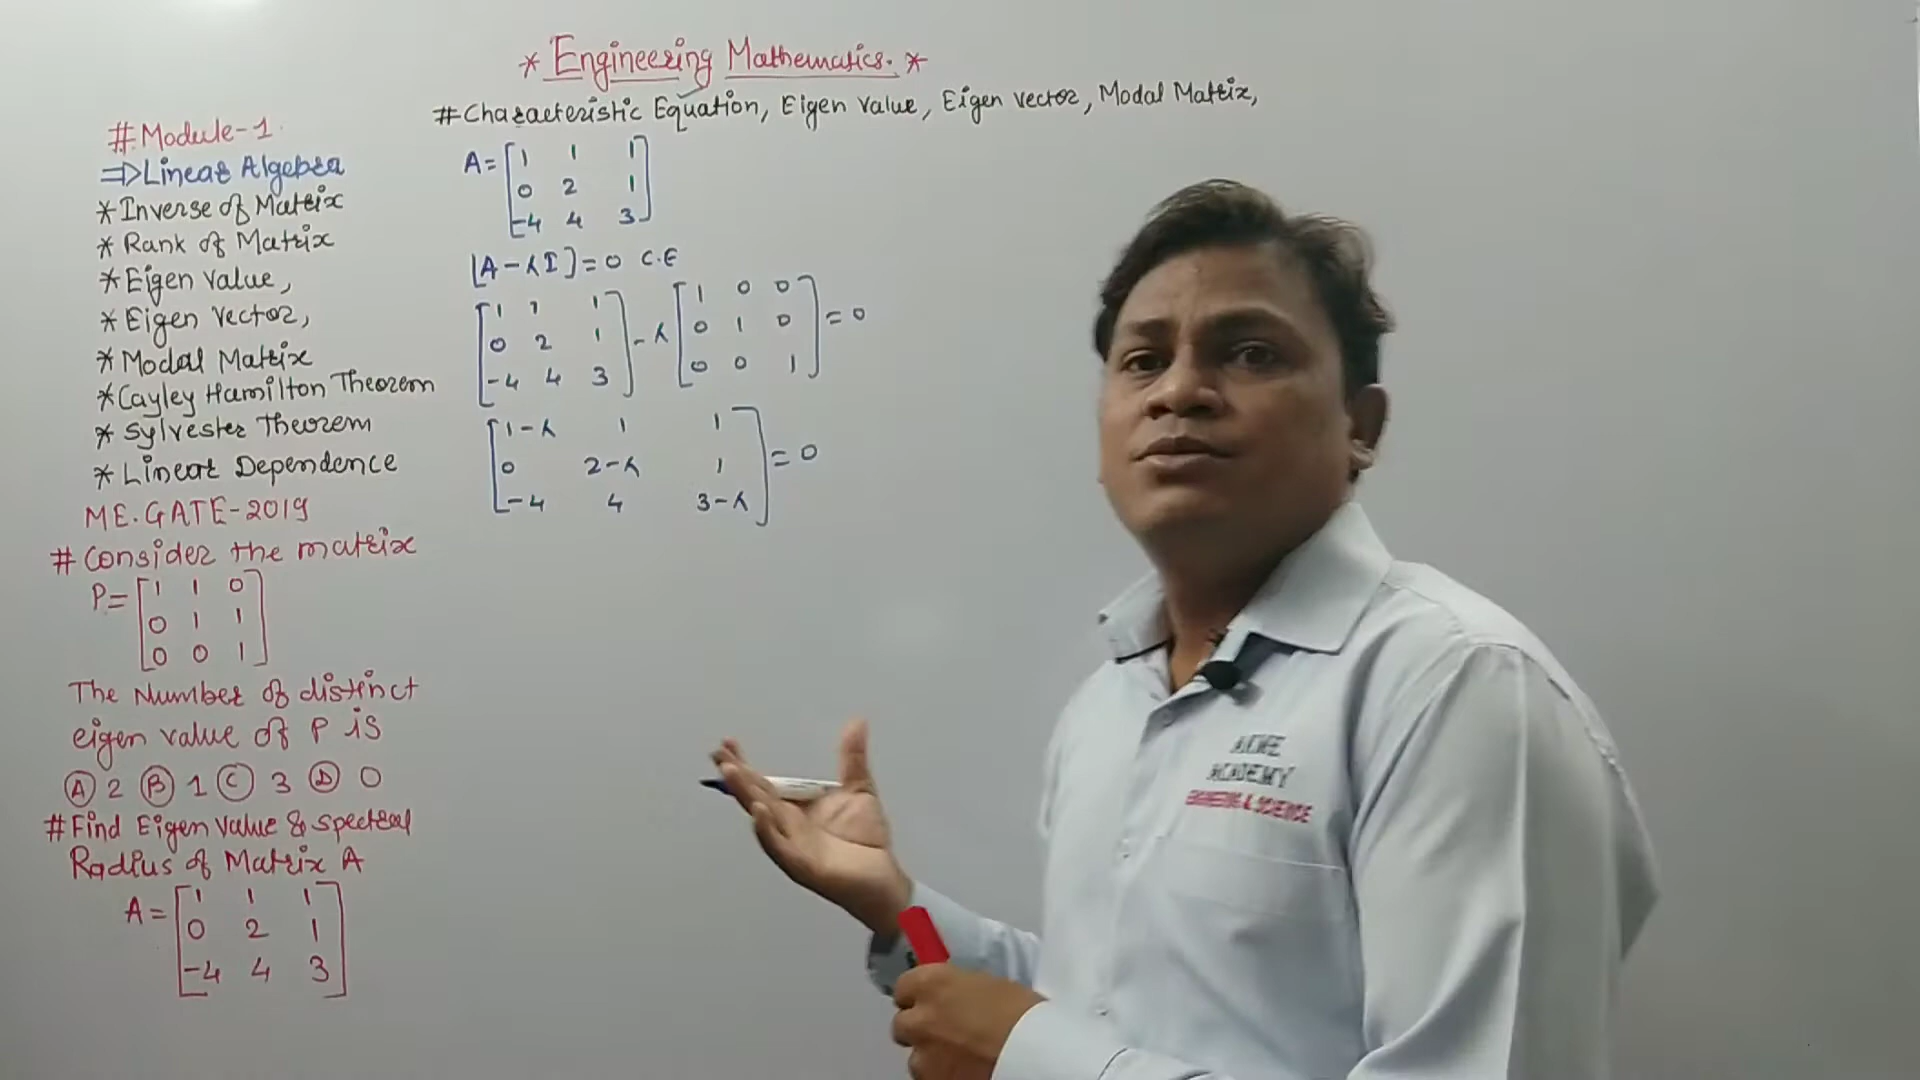 * Engineering Mathematics. *
# Characteristic Equation, Eigen value, Eigen vector, Modal Matrix,
# Module-1.
⇒ Linear Algebra
* Inverse of Matrix
* Rank of Matrix
* Eigen value,
* Eigen vector,
* Modal Matrix
* Cayley Hamilton Theorem
* Sylvester Theorem
* Linear Dependence
ME. GATE-2019
# Consider the matrix
P= [1 1 0
0 1 1
0 0 1]
The Number of distinct
eigen value of P is
(A) 2 (B) 1 (C) 3 (D) 0
# Find Eigen value & spectral
Radius of Matrix A
A = [1 1 1
0 2 1
-4 4 3]
A= [1 1 1
0 2 1
-4 4 3]
[A-λI]=0 C.E
[1 1 1
0 2 1
-4 4 3] -λ [1 0 0
0 1 0
0 0 1] =0
[1-λ 1 1
0 2-λ 1
-4 4 3-λ] =0
ACADEMY
ENGINEERING & SCIENCE